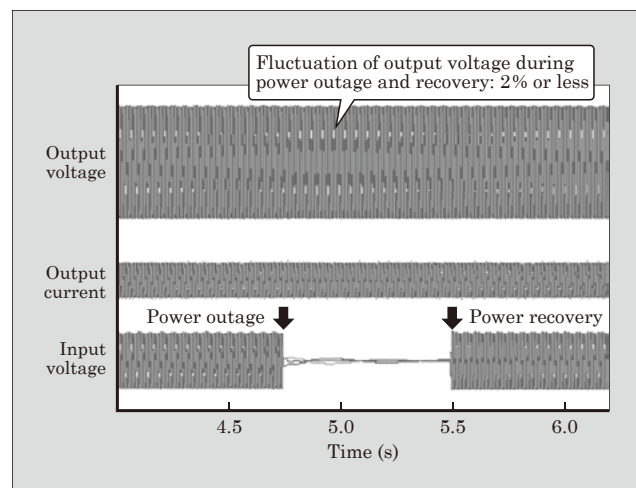 Fluctuation of output voltage during
power outage and recovery: 2% or less
Output
voltage
Output
current
Power outage
Power recovery
Input
voltage
4.5
5.0
5.5
6.0
Time (s)